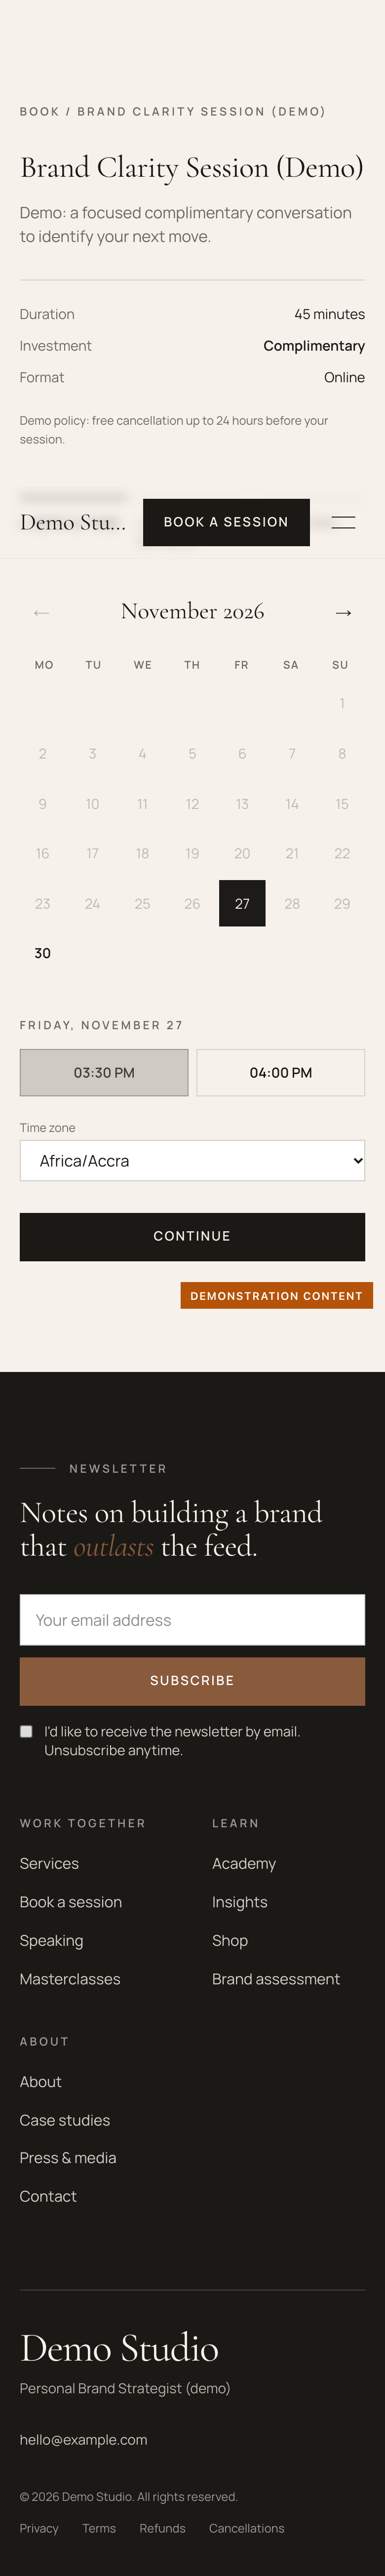 BOOK / BRAND CLARITY SESSION (DEMO)
Brand Clarity Session (Demo)
Demo: a focused complimentary conversation
to identify your next move.
Duration 45 minutes
Investment Complimentary
Format Online
Demo policy: free cancellation up to 24 hours before your
session.
Demo Stu... BOOK A SESSION
← November 2026 →
MO TU WE TH FR SA SU
1
2 3 4 5 6 7 8
9 10 11 12 13 14 15
16 17 18 19 20 21 22
23 24 25 26 27 28 29
30
FRIDAY, NOVEMBER 27
03:30 PM 04:00 PM
Time zone
Africa/Accra
CONTINUE
DEMONSTRATION CONTENT
NEWSLETTER
Notes on building a brand
that outlasts the feed.
Your email address
SUBSCRIBE
I'd like to receive the newsletter by email.
Unsubscribe anytime.
WORK TOGETHER
Services
Book a session
Speaking
Masterclasses
LEARN
Academy
Insights
Shop
Brand assessment
ABOUT
About
Case studies
Press & media
Contact
Demo Studio
Personal Brand Strategist (demo)
hello@example.com
© 2026 Demo Studio. All rights reserved.
Privacy Terms Refunds Cancellations